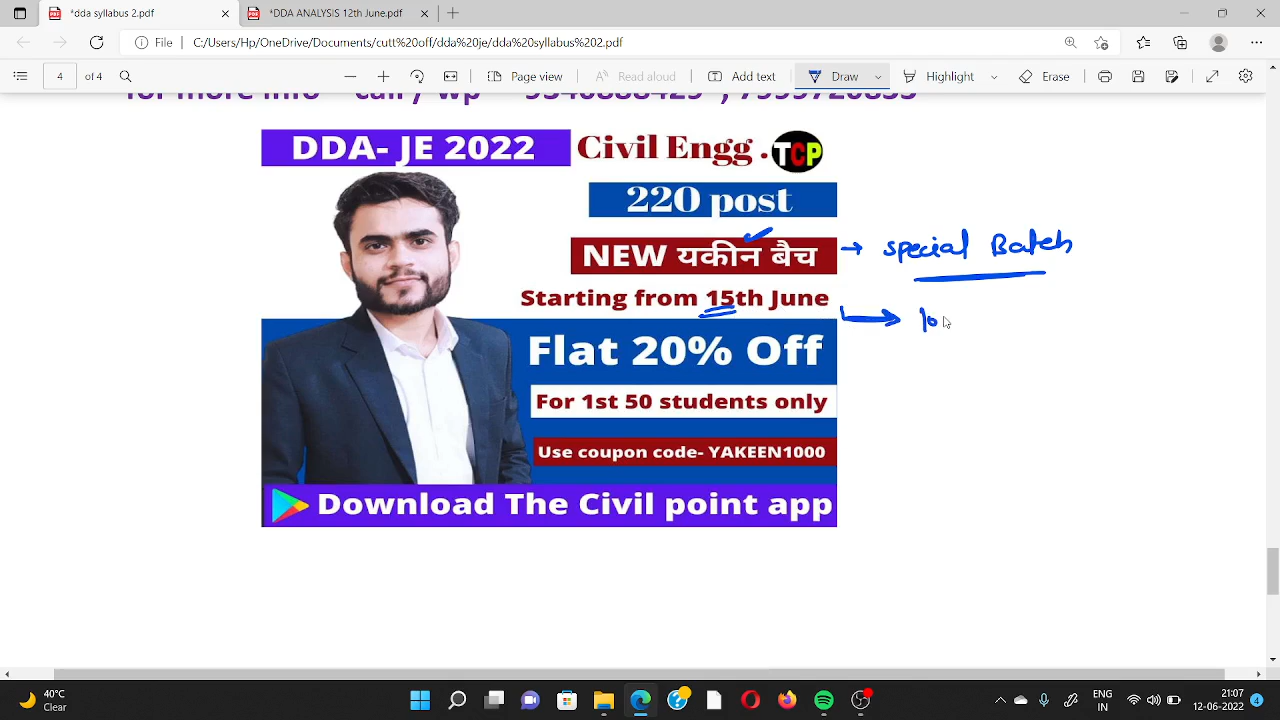 *dda syllabus 2.pdf
*DDA ANALYSIS 12th June.pdf
File C:/Users/Hp/OneDrive/Documents/cutt%20off/dda%20je/dda%20syllabus%202.pdf
4 of 4 Page view Read aloud Add text Draw Highlight Erase
DDA- JE 2022 Civil Engg . TCP
220 post
NEW यकीन बैच → special Batch
Starting from 15th June
Flat 20% Off
For 1st 50 students only
Use coupon code- YAKEEN1000
Download The Civil point app
40°C
Clear
ENG
IN
21:07
12-06-2022
4